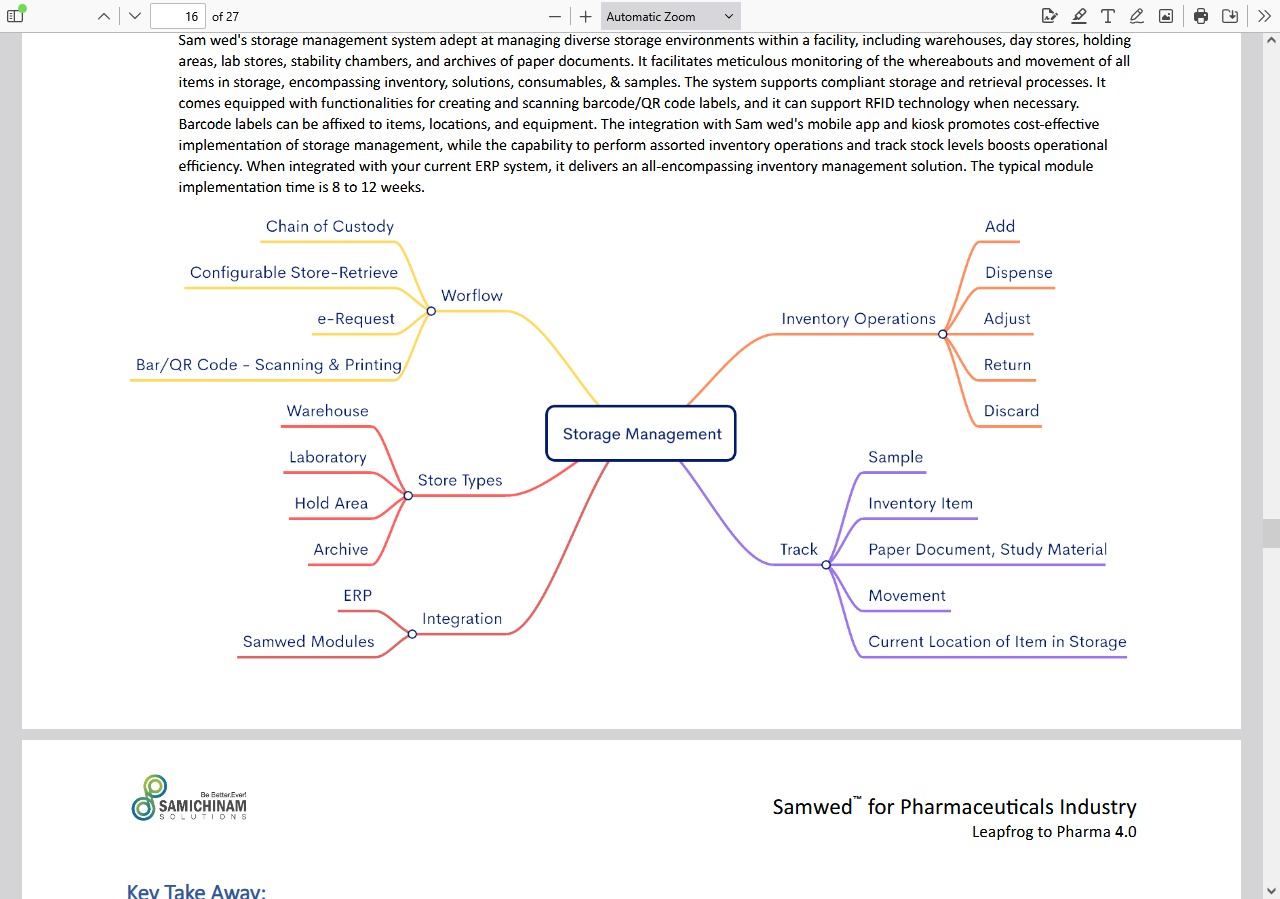 16 of 27
Automatic Zoom
Sam wed's storage management system adept at managing diverse storage environments within a facility, including warehouses, day stores, holding
areas, lab stores, stability chambers, and archives of paper documents. It facilitates meticulous monitoring of the whereabouts and movement of all
items in storage, encompassing inventory, solutions, consumables, & samples. The system supports compliant storage and retrieval processes. It
comes equipped with functionalities for creating and scanning barcode/QR code labels, and it can support RFID technology when necessary.
Barcode labels can be affixed to items, locations, and equipment. The integration with Sam wed's mobile app and kiosk promotes cost-effective
implementation of storage management, while the capability to perform assorted inventory operations and track stock levels boosts operational
efficiency. When integrated with your current ERP system, it delivers an all-encompassing inventory management solution. The typical module
implementation time is 8 to 12 weeks.
Chain of Custody
Configurable Store-Retrieve
e-Request
Bar/QR Code - Scanning & Printing
Worflow
Warehouse
Laboratory
Hold Area
Archive
Store Types
ERP
Samwed Modules
Integration
Storage Management
Inventory Operations
Add
Dispense
Adjust
Return
Discard
Track
Sample
Inventory Item
Paper Document, Study Material
Movement
Current Location of Item in Storage
Be Better.Ever!
SAMICHINAM
SOLUTIONS
Samwed™ for Pharmaceuticals Industry
Leapfrog to Pharma 4.0
Key Take Away: